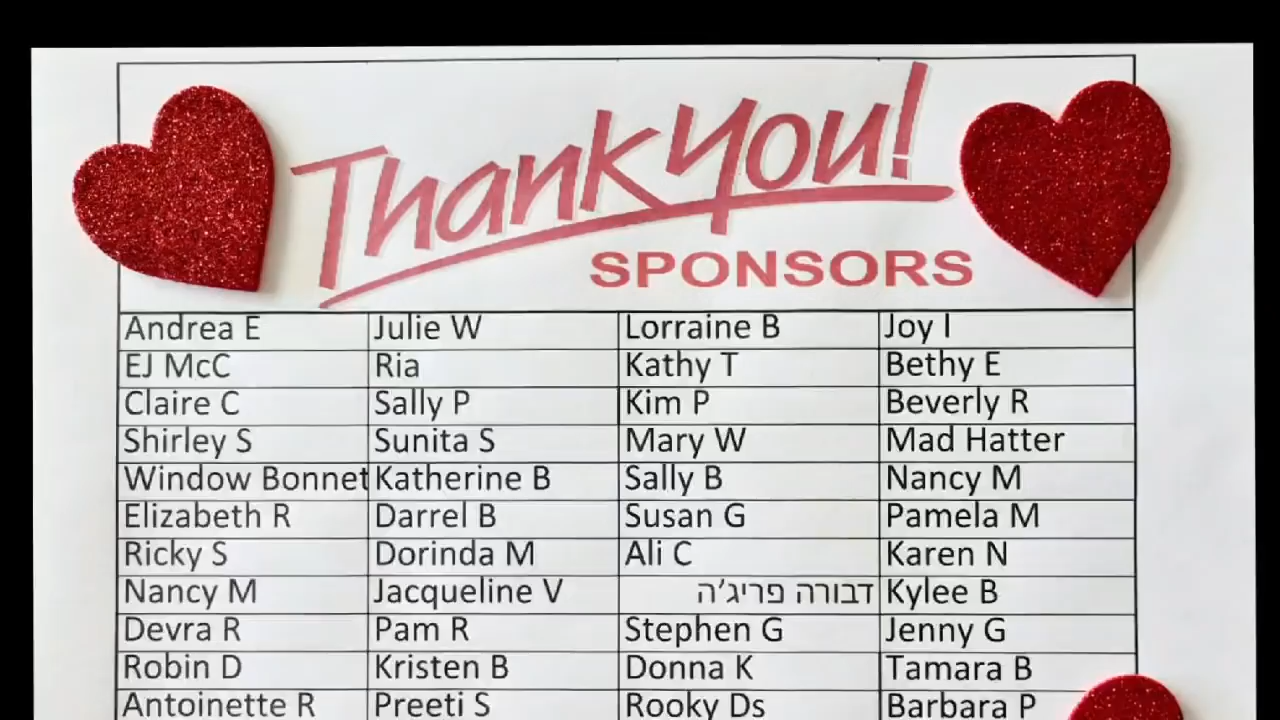 Thank You!
SPONSORS
Andrea E Julie W Lorraine B Joy I
EJ McC Ria Kathy T Bethy E
Claire C Sally P Kim P Beverly R
Shirley S Sunita S Mary W Mad Hatter
Window Bonnet Katherine B Sally B Nancy M
Elizabeth R Darrel B Susan G Pamela M
Ricky S Dorinda M Ali C Karen N
Nancy M Jacqueline V דבורה פריג'ה Kylee B
Devra R Pam R Stephen G Jenny G
Robin D Kristen B Donna K Tamara B
Antoinette R Preeti S Rooky Ds Barbara P